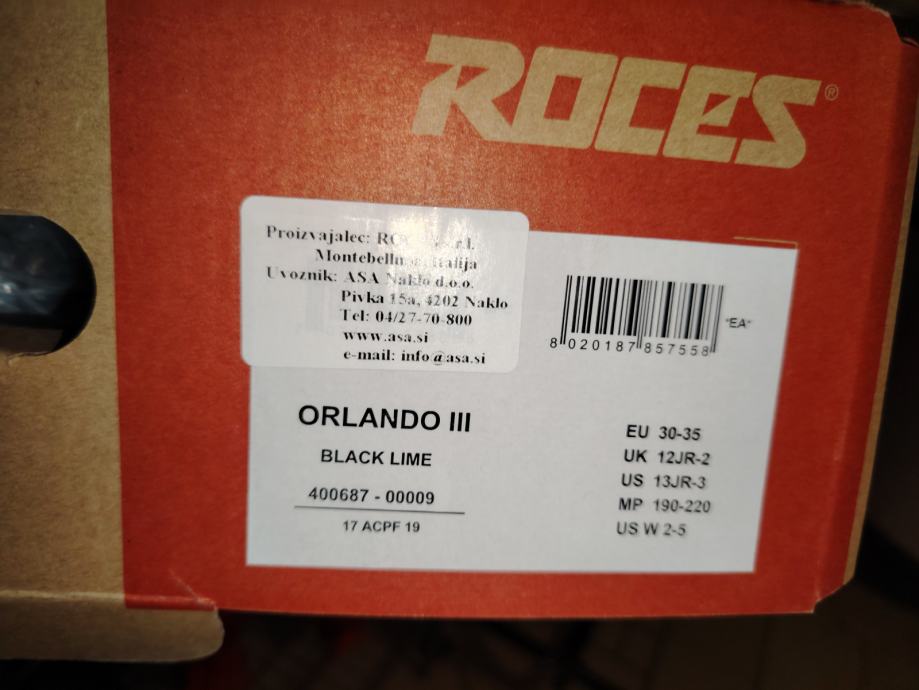 ROCES®
Proizvajalec: s.r.l.
Italija
Uvoznik: ASA Naklo d.o.o.
Pivka 15a, 4202 Naklo
Tel: 04/27-70-800
www.asa.si
e-mail: info@asa.si
8 020187 857558
"EA"
ORLANDO III
BLACK LIME
400687 - 00009
17 ACPF 19
EU 30-35
UK 12JR-2
US 13JR-3
MP 190-220
US W 2-5